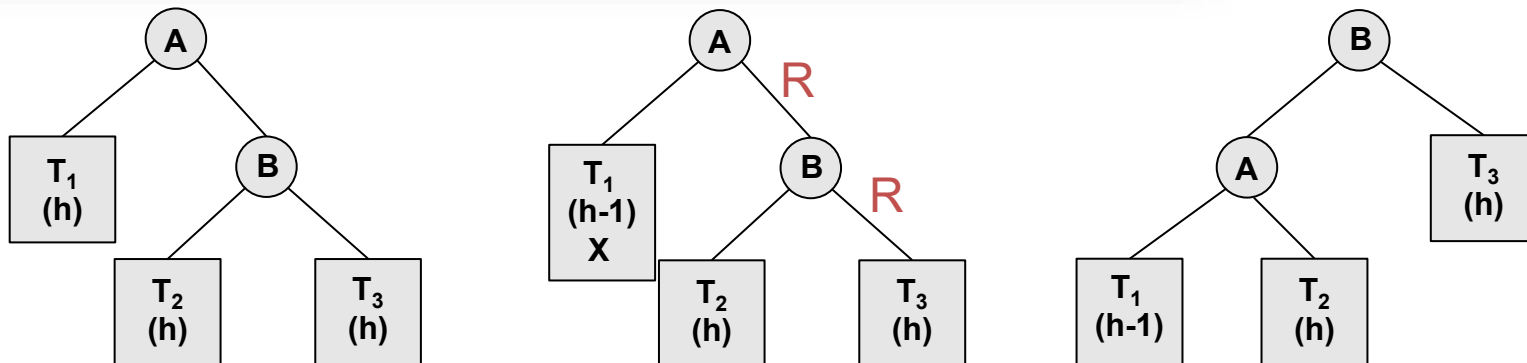 A
B
T₁
(h)
T₂
(h)
T₃
(h)
A
R
B
R
T₁
(h-1)
X
T₂
(h)
T₃
(h)
B
A
T₃
(h)
T₁
(h-1)
T₂
(h)